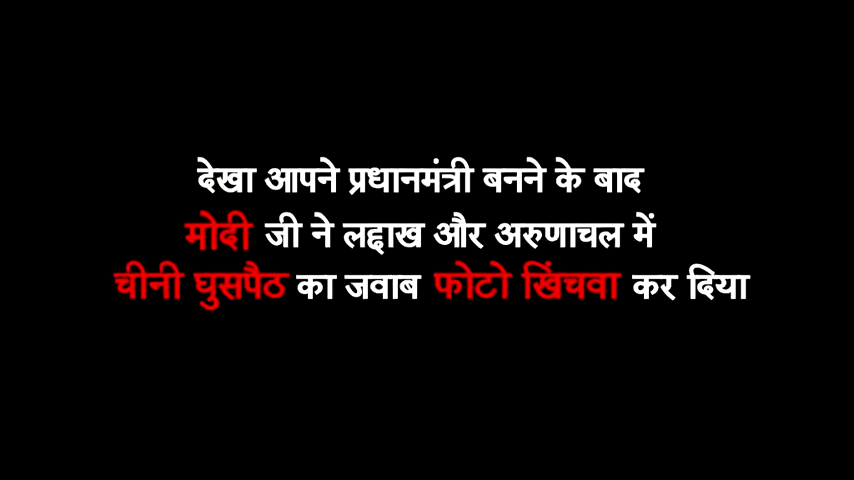 देखा आपने प्रधानमंत्री बनने के बाद
मोदी जी ने लद्दाख और अरुणाचल में
चीनी घुसपैठ का जवाब फोटो खिंचवा कर दिया